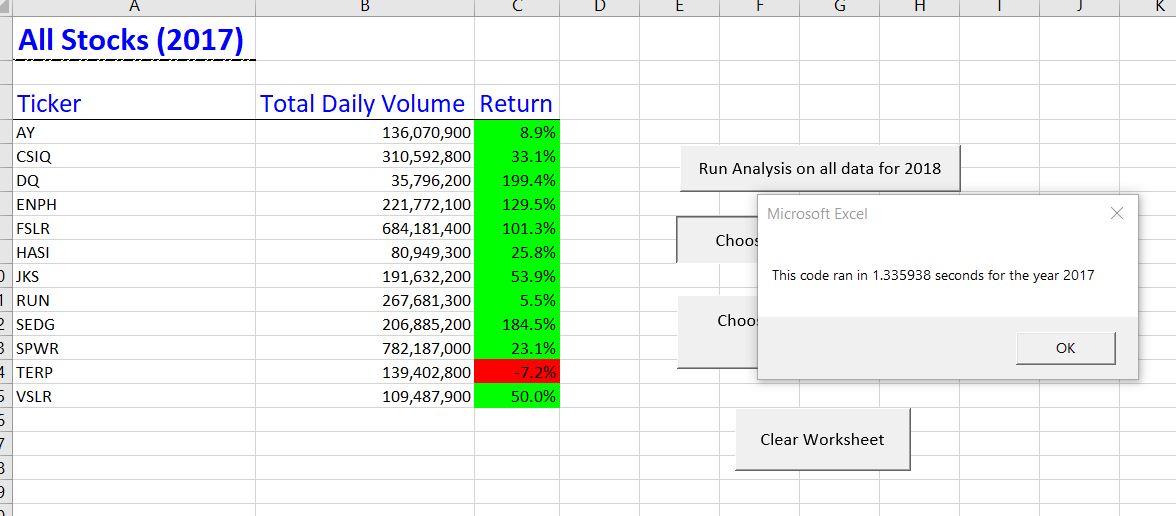 A B C D E F G H I J K
All Stocks (2017)
Ticker Total Daily Volume Return
AY 136,070,900 8.9%
CSIQ 310,592,800 33.1%
DQ 35,796,200 199.4%
ENPH 221,772,100 129.5%
FSLR 684,181,400 101.3%
HASI 80,949,300 25.8%
JKS 191,632,200 53.9%
RUN 267,681,300 5.5%
SEDG 206,885,200 184.5%
SPWR 782,187,000 23.1%
TERP 139,402,800 -7.2%
VSLR 109,487,900 50.0%
Run Analysis on all data for 2018
Microsoft Excel
This code ran in 1.335938 seconds for the year 2017
OK
Clear Worksheet